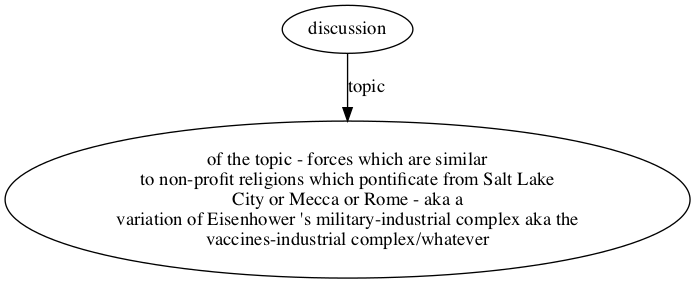 discussion
topic
of the topic - forces which are similar
to non-profit religions which pontificate from Salt Lake
City or Mecca or Rome - aka a
variation of Eisenhower 's military-industrial complex aka the
vaccines-industrial complex/whatever